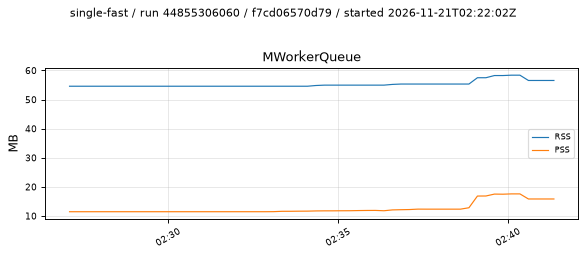 single-fast / run 44855306060 / f7cd06570d79 / started 2026-11-21T02:22:02Z
MWorkerQueue
60
50
40
30
20
10
MB
RSS
PSS
02:30
02:35
02:40